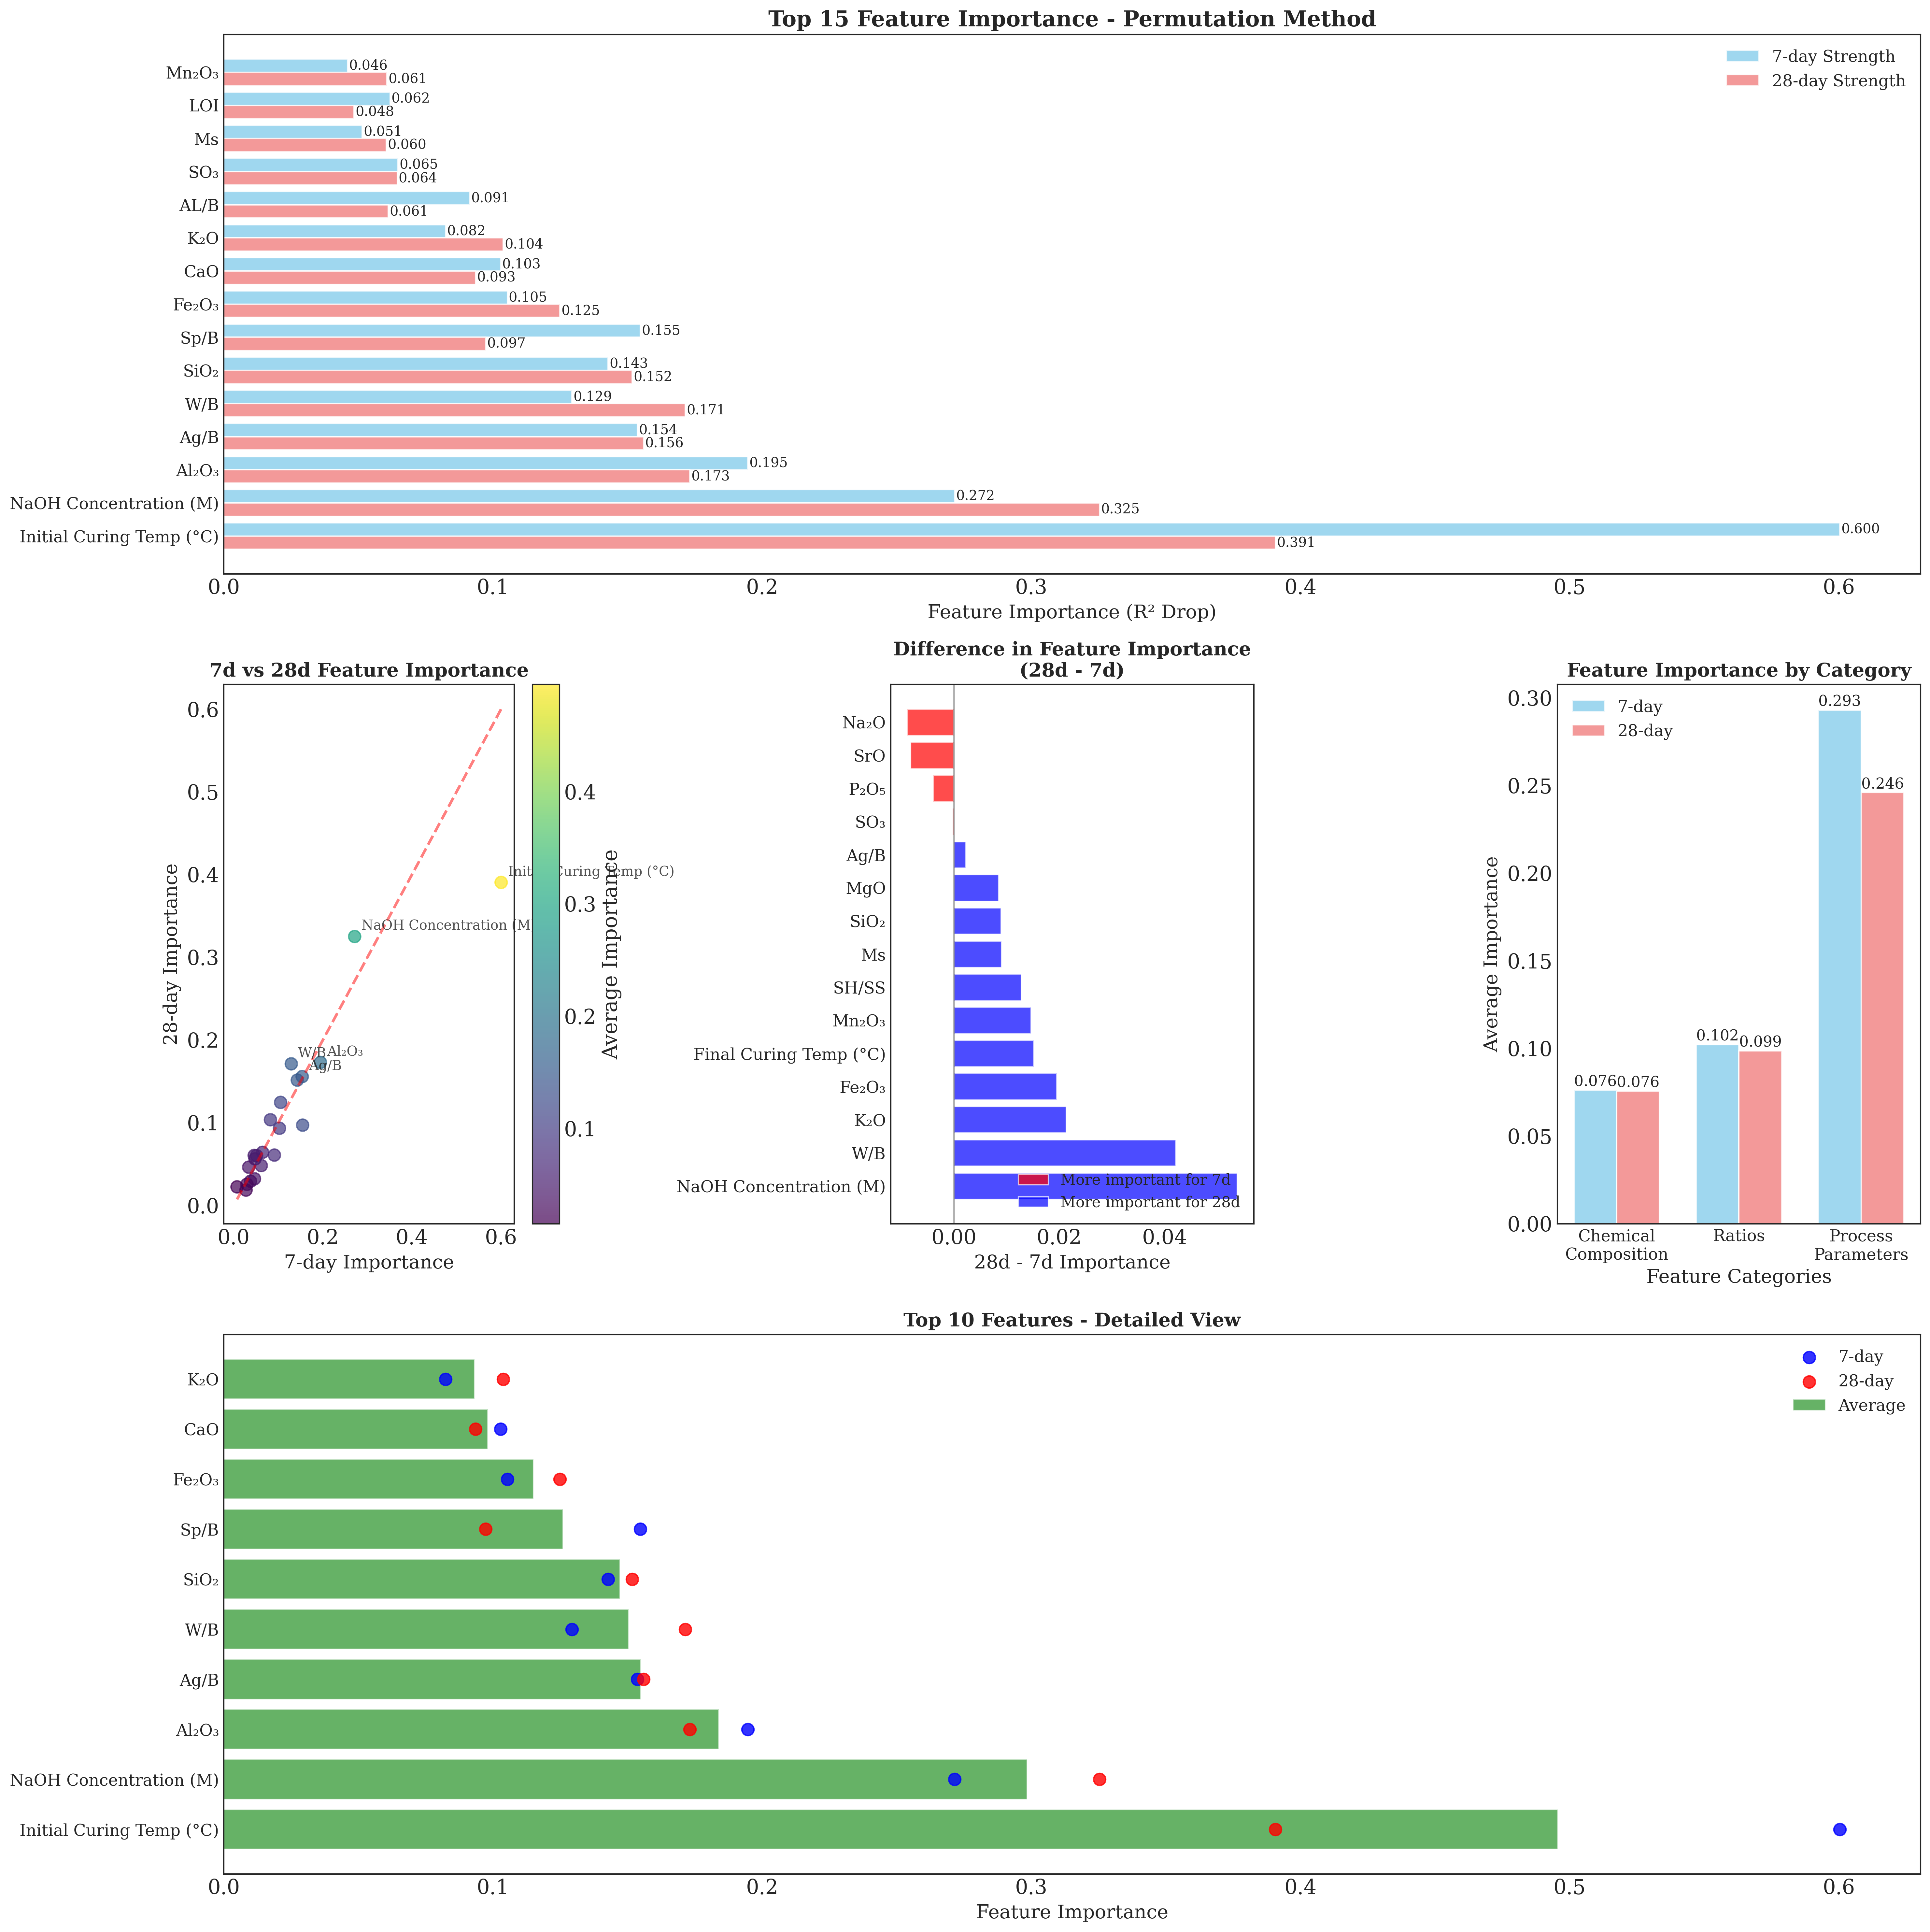 Top 15 Feature Importance - Permutation Method
7-day Strength
28-day Strength
Mn₂O₃
0.046
0.061
LOI
0.062
0.048
Ms
0.051
0.060
SO₃
0.065
0.064
AL/B
0.091
0.061
K₂O
0.082
0.104
CaO
0.103
0.093
Fe₂O₃
0.105
0.125
Sp/B
0.155
0.097
SiO₂
0.143
0.152
W/B
0.129
0.171
Ag/B
0.154
0.156
Al₂O₃
0.195
0.173
NaOH Concentration (M)
0.272
0.325
Initial Curing Temp (°C)
0.600
0.391
0.0 0.1 0.2 0.3 0.4 0.5 0.6
Feature Importance (R² Drop)
7d vs 28d Feature Importance
28-day Importance
0.6
0.5
0.4
0.3
0.2
0.1
0.0
Initial Curing Temp (°C)
NaOH Concentration (M
W/B
Al₂O₃
Ag/B
0.0 0.2 0.4 0.6
7-day Importance
0.4
0.3
0.2
0.1
Average Importance
Difference in Feature Importance
(28d - 7d)
Na₂O
SrO
P₂O₅
SO₃
Ag/B
MgO
SiO₂
Ms
SH/SS
Mn₂O₃
Final Curing Temp (°C)
Fe₂O₃
K₂O
W/B
NaOH Concentration (M)
More important for 7d
More important for 28d
0.00 0.02 0.04
28d - 7d Importance
Feature Importance by Category
7-day
28-day
Average Importance
0.30
0.25
0.20
0.15
0.10
0.05
0.00
0.076
0.076
0.102
0.099
0.293
0.246
Chemical
Composition
Ratios
Process
Parameters
Feature Categories
Top 10 Features - Detailed View
7-day
28-day
Average
K₂O
CaO
Fe₂O₃
Sp/B
SiO₂
W/B
Ag/B
Al₂O₃
NaOH Concentration (M)
Initial Curing Temp (°C)
0.0 0.1 0.2 0.3 0.4 0.5 0.6
Feature Importance